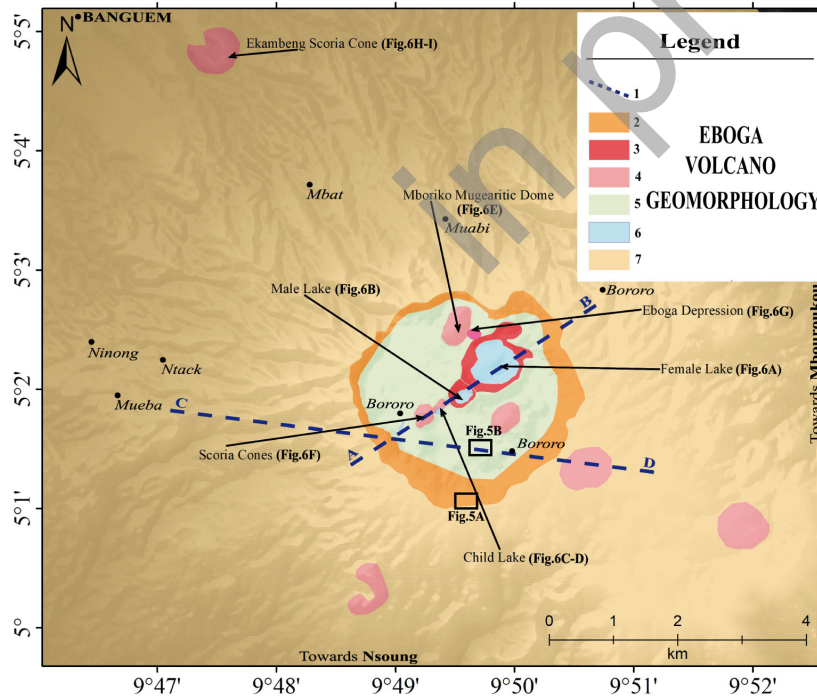 5°5'
5°4'
5°3'
5°2'
5°1'
5°
N
BANGUEM
Ekambeng Scoria Cone (Fig.6H-I)
Legend
1
2
3
4
5
6
7
EBOGA
VOLCANO
GEOMORPHOLOGY
in pr
Mbat
Mboriko Mugearitic Dome
(Fig.6E)
Muabi
Male Lake (Fig.6B)
Bororo
B
Eboga Depression (Fig.6G)
Ninong
Ntack
Female Lake (Fig.6A)
Mueba
C
Bororo
Fig.5B
Bororo
Scoria Cones (Fig.6F)
A
D
Fig.5A
Child Lake (Fig.6C-D)
Towards Mbouroukou
0 1 2 4
km
Towards Nsoung
9°47' 9°48' 9°49' 9°50' 9°51' 9°52'